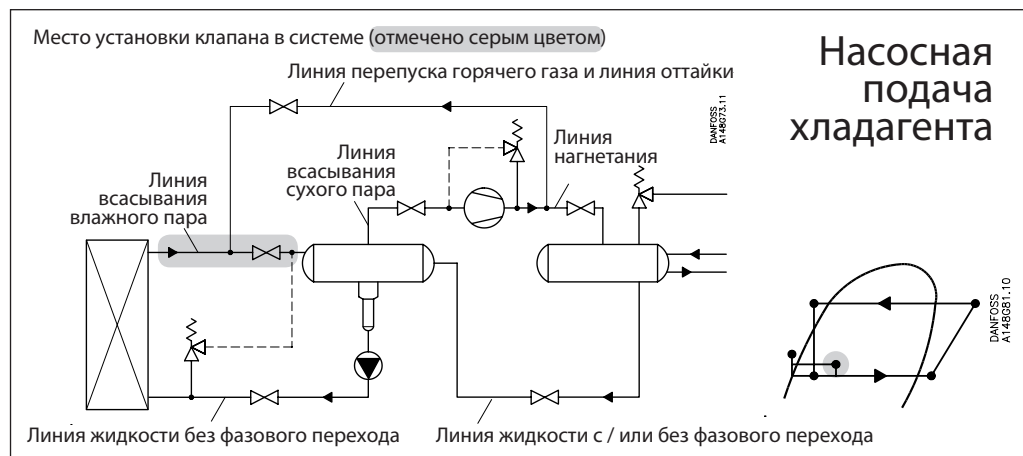 Место установки клапана в системе (отмечено серым цветом)
Насосная
подача
хладагента
Линия перепуска горячего газа и линия оттайки
DANFOSS
A148G73.11
Линия
всасывания
влажного пара
Линия
всасывания
сухого пара
Линия
нагнетания
DANFOSS
A148G81.10
Линия жидкости без фазового перехода
Линия жидкости с / или без фазового перехода